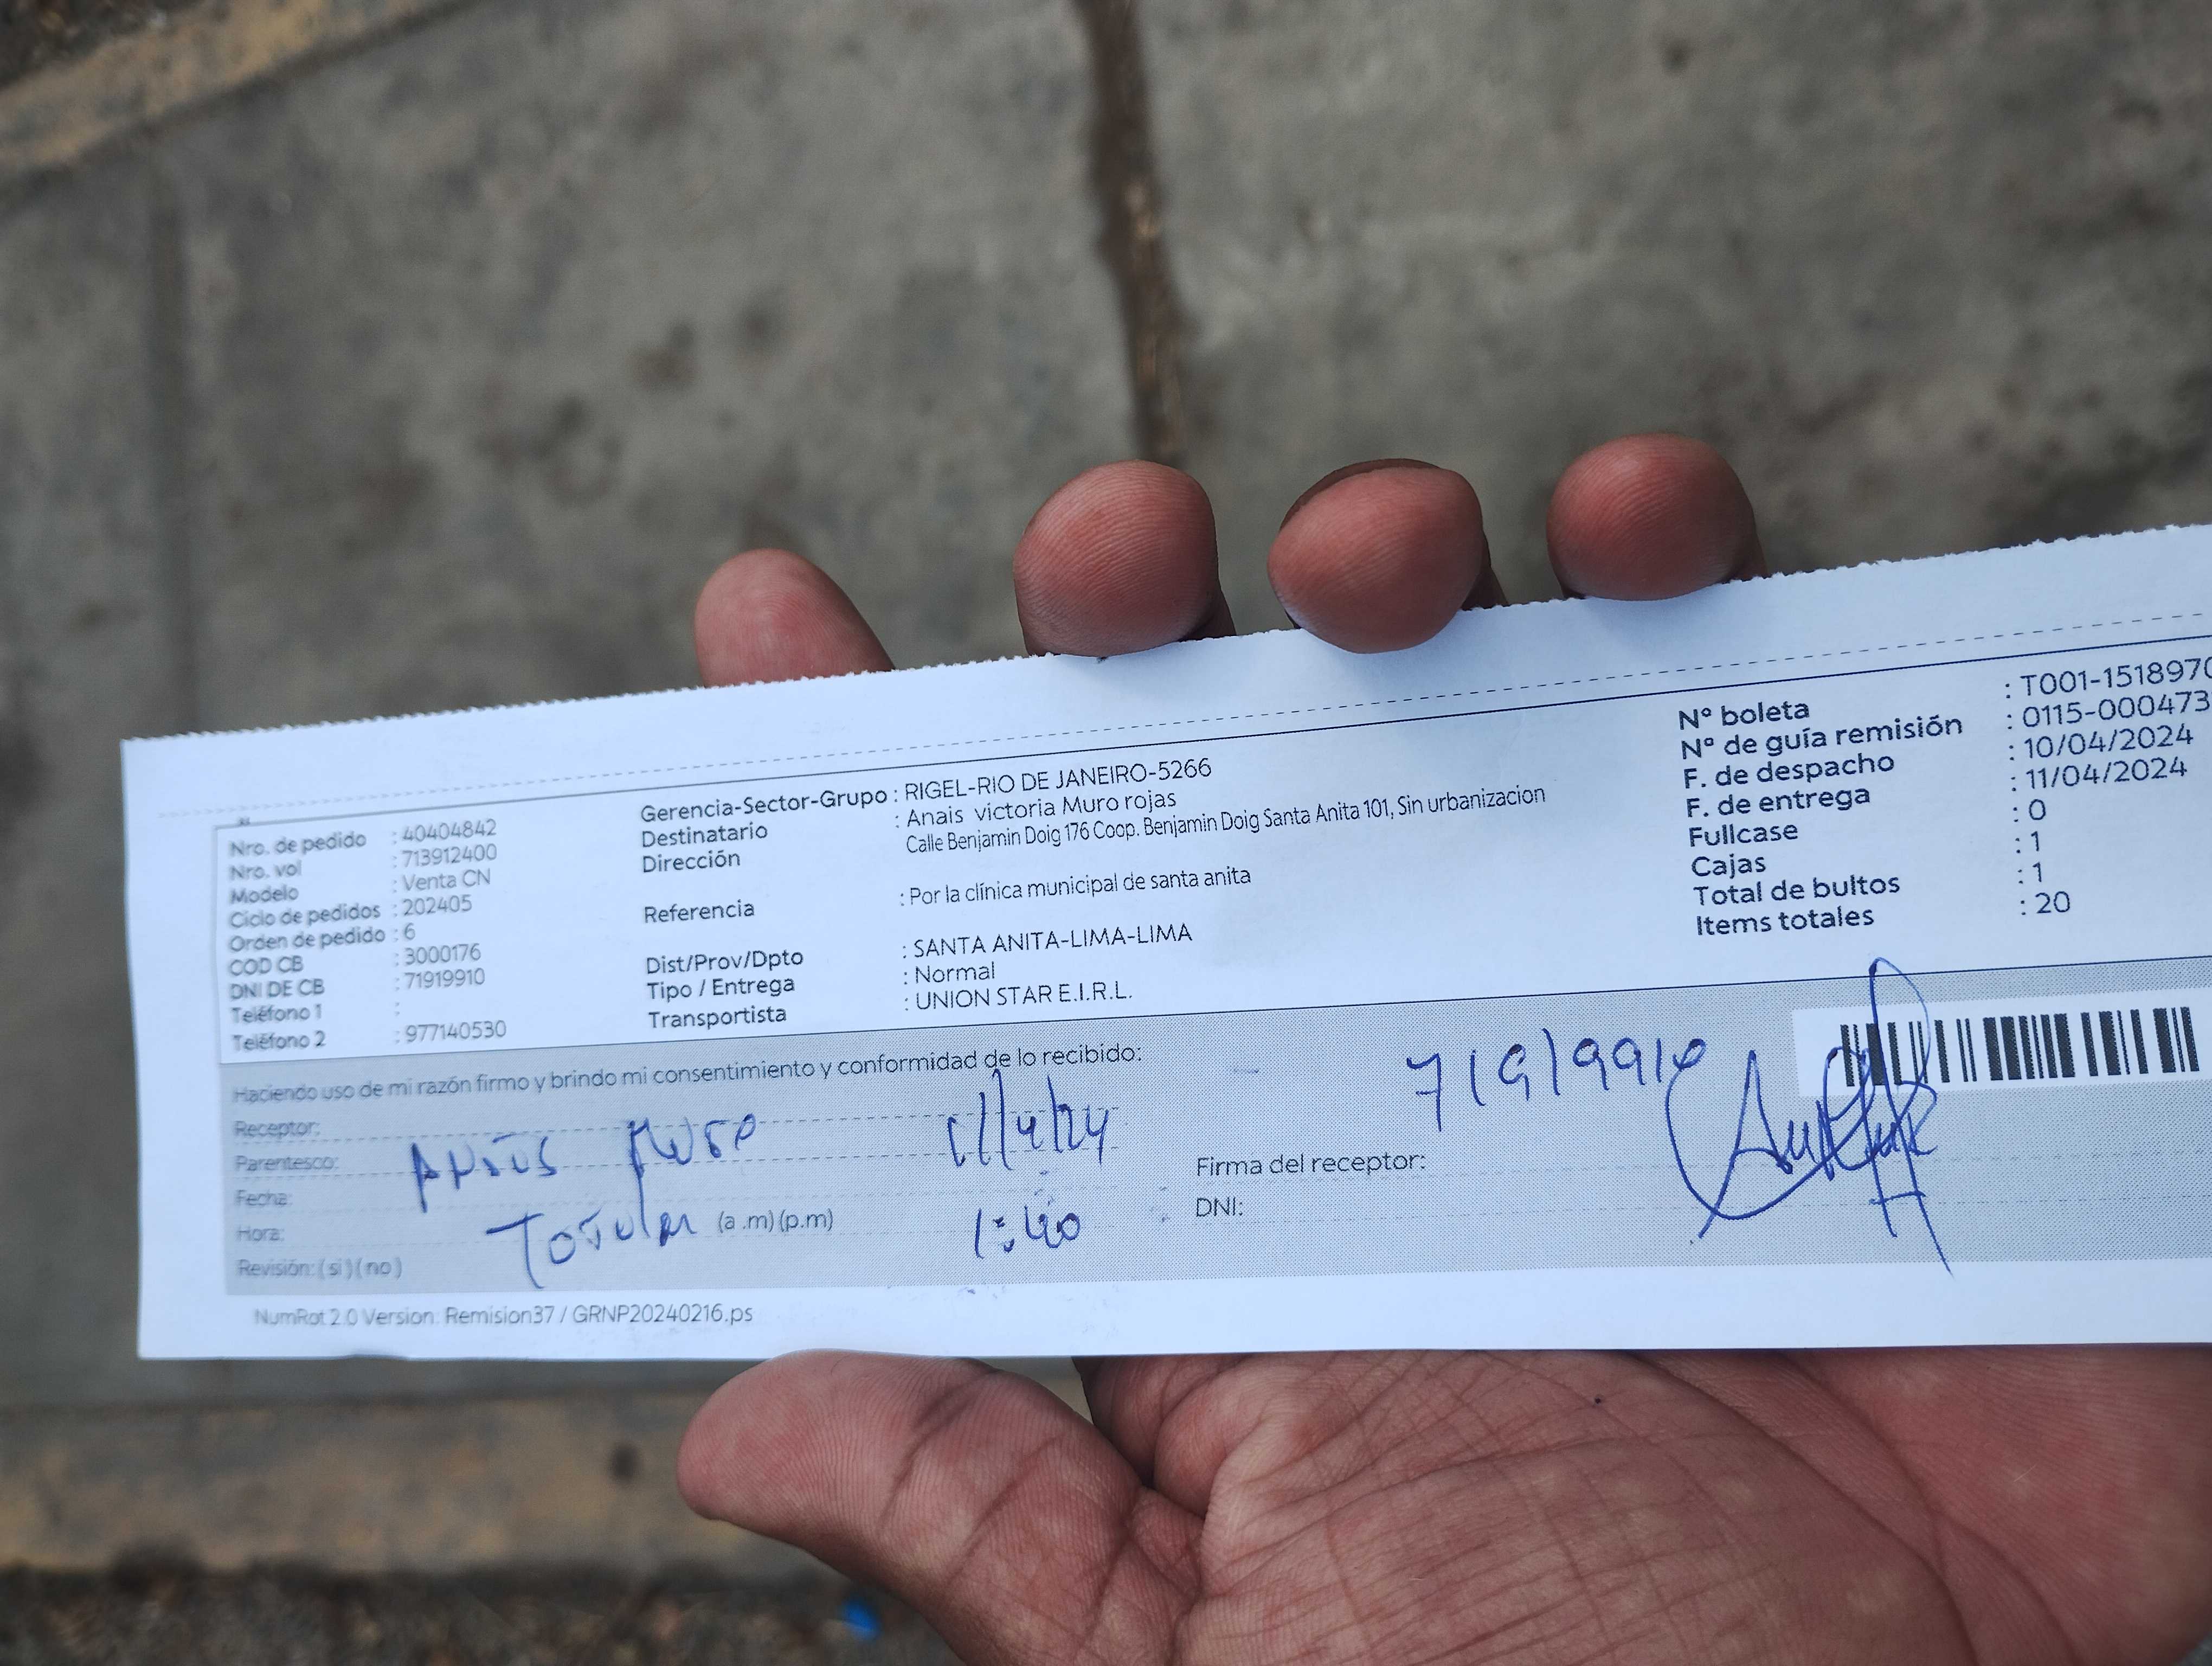 Nro. de pedido : 40404842
Nro. vol : 713912400
Modelo : Venta CN
Ciclo de pedidos : 202405
Orden de pedido : 6
COD CB : 3000176
DNI DE CB : 71919910
Teléfono 1 :
Teléfono 2 : 977140530
Gerencia-Sector-Grupo : RIGEL-RIO DE JANEIRO-5266
Destinatario : Anais victoria Muro rojas
Dirección Calle Benjamin Doig 176 Coop. Benjamin Doig Santa Anita 101, Sin urbanizacion
Referencia : Por la clínica municipal de santa anita
Dist/Prov/Dpto : SANTA ANITA-LIMA-LIMA
Tipo / Entrega : Normal
Transportista : UNION STAR E.I.R.L.
N° boleta : T001-1518970
N° de guía remisión : 0115-000473
F. de despacho : 10/04/2024
F. de entrega : 11/04/2024
Fullcase : 0
Cajas : 1
Total de bultos : 1
Items totales : 20
Haciendo uso de mi razón firmo y brindo mi consentimiento y conformidad de lo recibido:
Receptor:
Parentesco:
Fecha:
Hora: (a .m) (p.m)
Revisión: ( si ) ( no )
11/4/24
1:40
71919910
Firma del receptor:
DNI:
NumRot 2.0 Version: Remision37 / GRNP20240216.ps